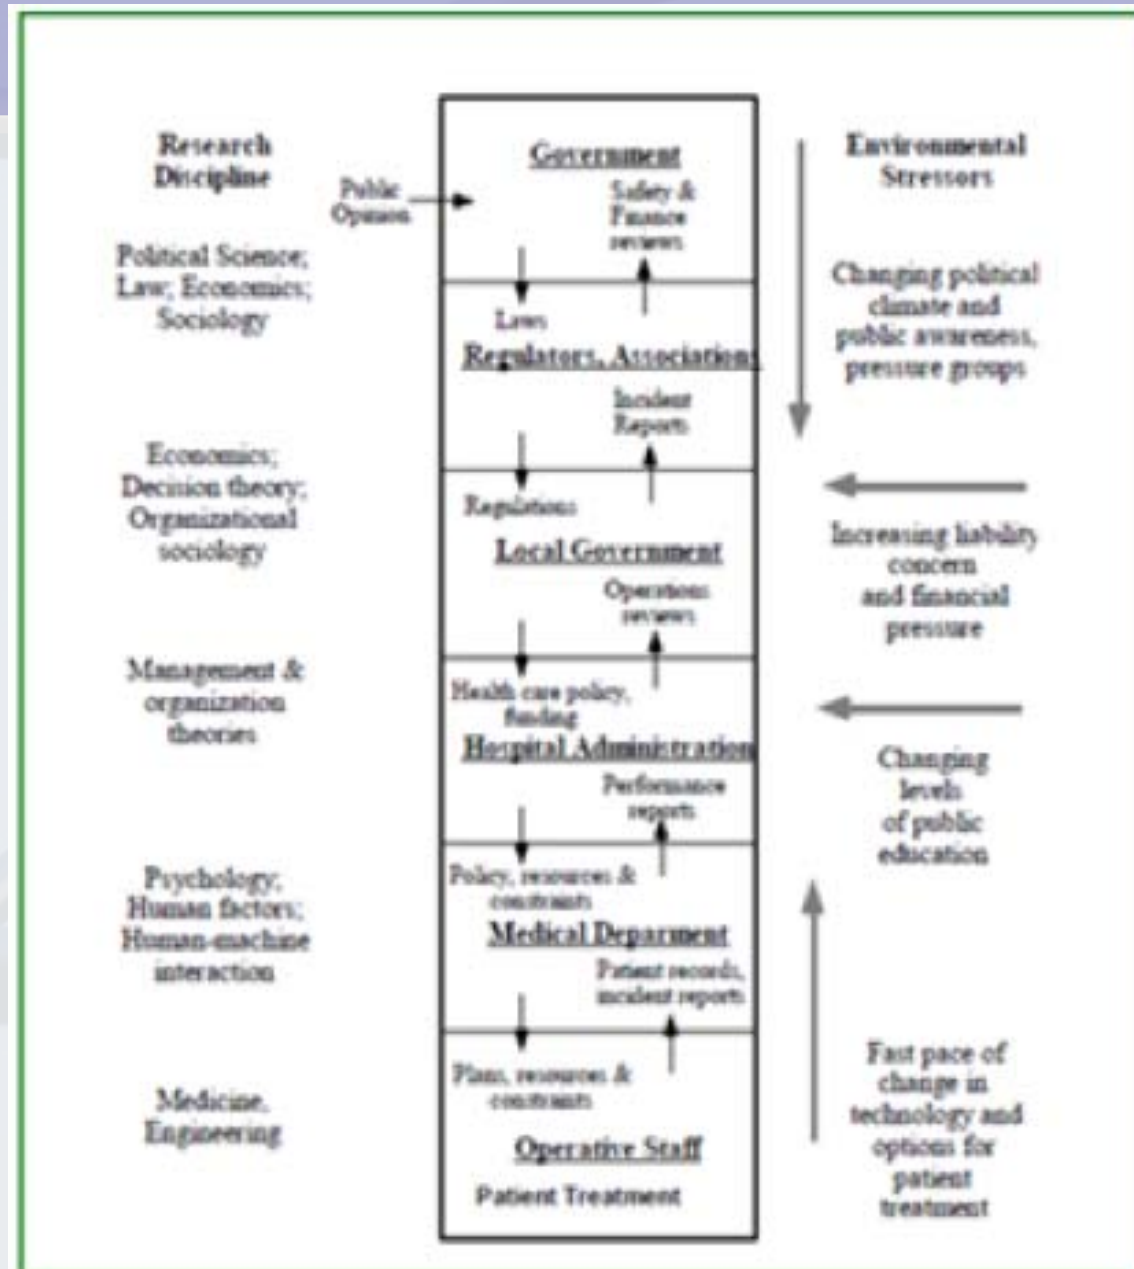 Research
Discipline
Political Science;
Law; Economics;
Sociology
Economics;
Decision theory;
Organizational
sociology
Management &
organization
theories
Psychology;
Human factors;
Human-machine
interaction
Medicine,
Engineering
Public
Opinion
Government
Safety &
Finance
reviews
Laws
Regulators, Associations
Incident
Reports
Regulations
Local Government
Operations
reviews
Health care policy,
funding
Hospital Administration
Performance
reports
Policy, resources &
constraints
Medical Deparment
Patient records,
incident reports
Plans, resources &
constraints
Operative Staff
Patient Treatment
Environmental
Stressors
Changing political
climate and
public awareness,
pressure groups
Increasing liability
concern
and financial
pressure
Changing
levels
of public
education
Fast pace of
change in
technology and
options for
patient
treatment